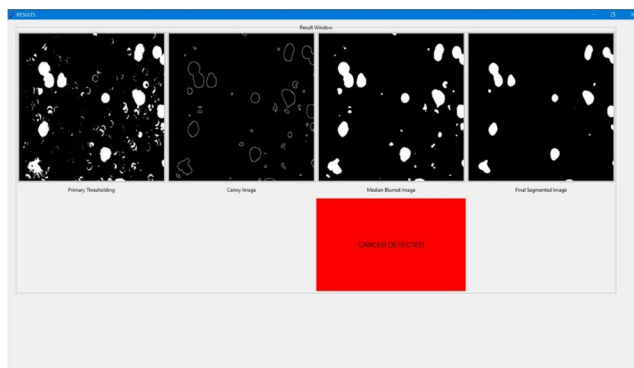 RESULTS
Result Window
Primary Thresholding
Canny Image
Median Blurred Image
Final Segmented Image
CANCER DETECTED